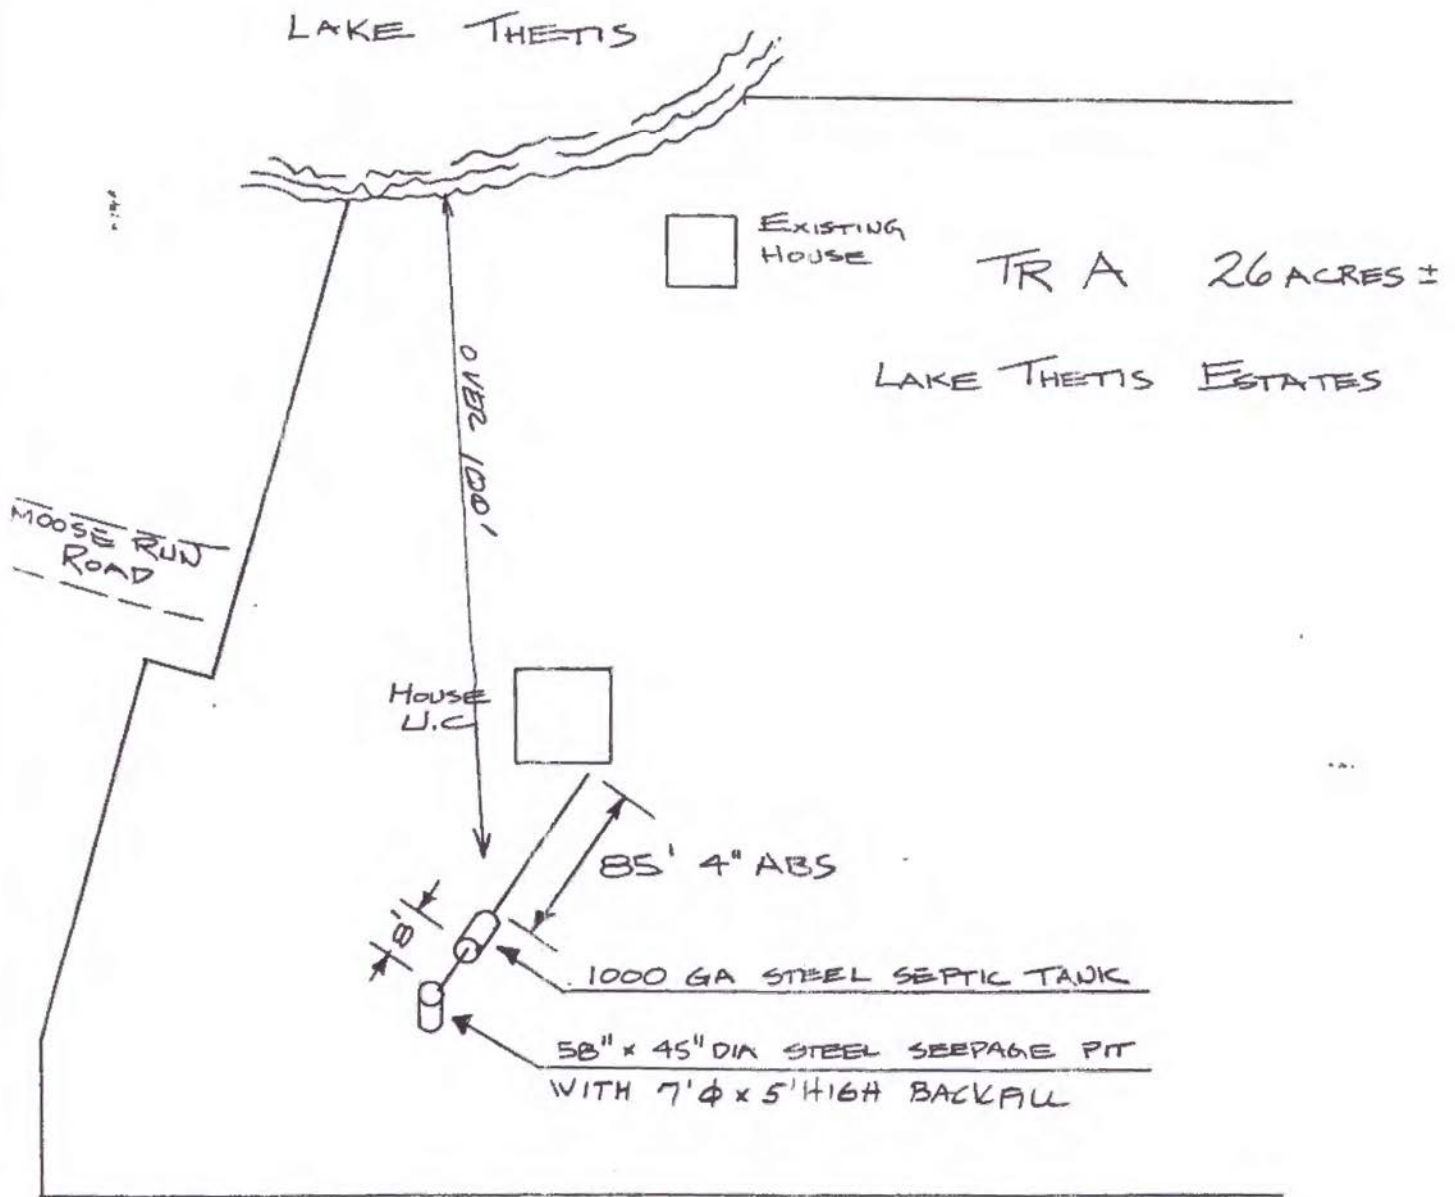 LAKE THETIS
EXISTING
HOUSE
TR A 26 ACRES ±
LAKE THETIS ESTATES
OVER 100'
MOOSE RUN
ROAD
HOUSE
U.C
85' 4" ABS
8'
1000 GA STEEL SEPTIC TANK
58" x 45" DIA STEEL SEEPAGE PIT
WITH 7'ϕ x 5' HIGH BACKFILL